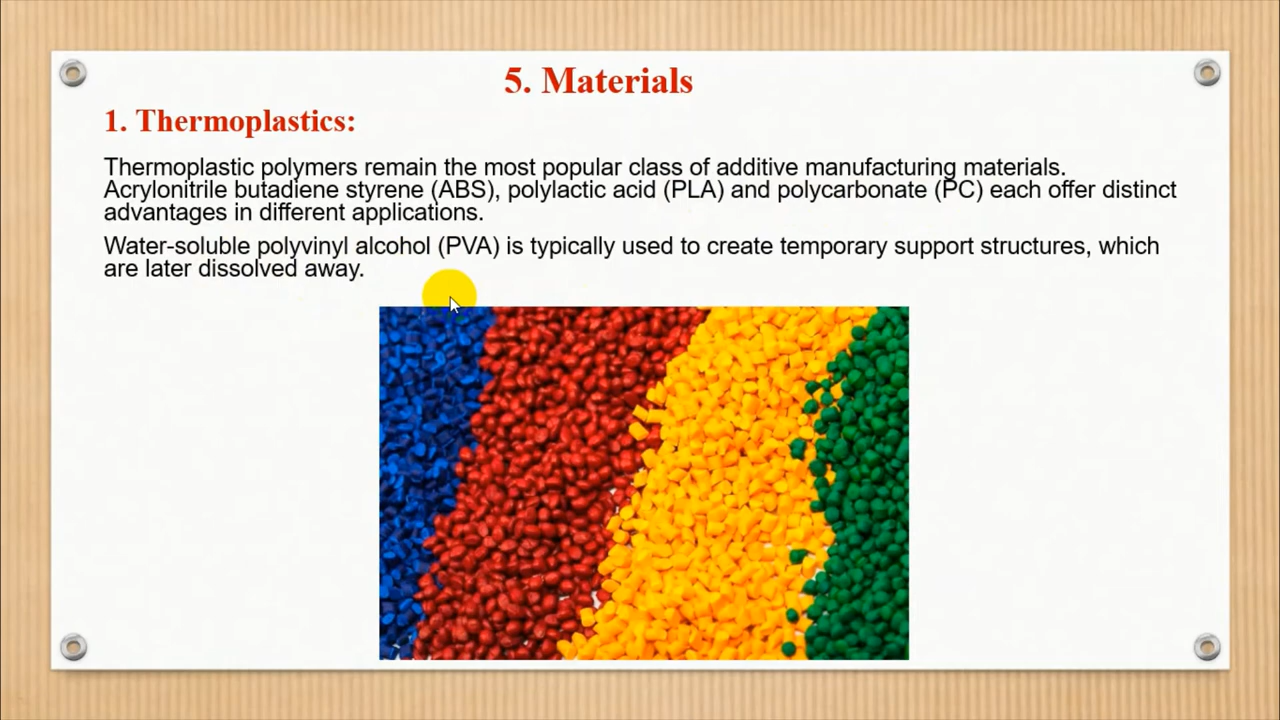 5. Materials
1. Thermoplastics:
Thermoplastic polymers remain the most popular class of additive manufacturing materials.
Acrylonitrile butadiene styrene (ABS), polylactic acid (PLA) and polycarbonate (PC) each offer distinct
advantages in different applications.
Water-soluble polyvinyl alcohol (PVA) is typically used to create temporary support structures, which
are later dissolved away.